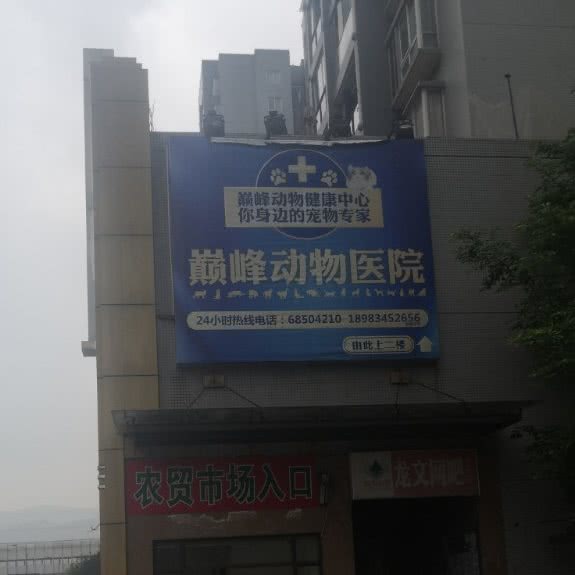 巅峰动物健康中心
你身边的宠物专家
巅峰动物医院
24小时热线电话：68504210 18983452656
由此上二楼
农贸市场入口
龙文网吧